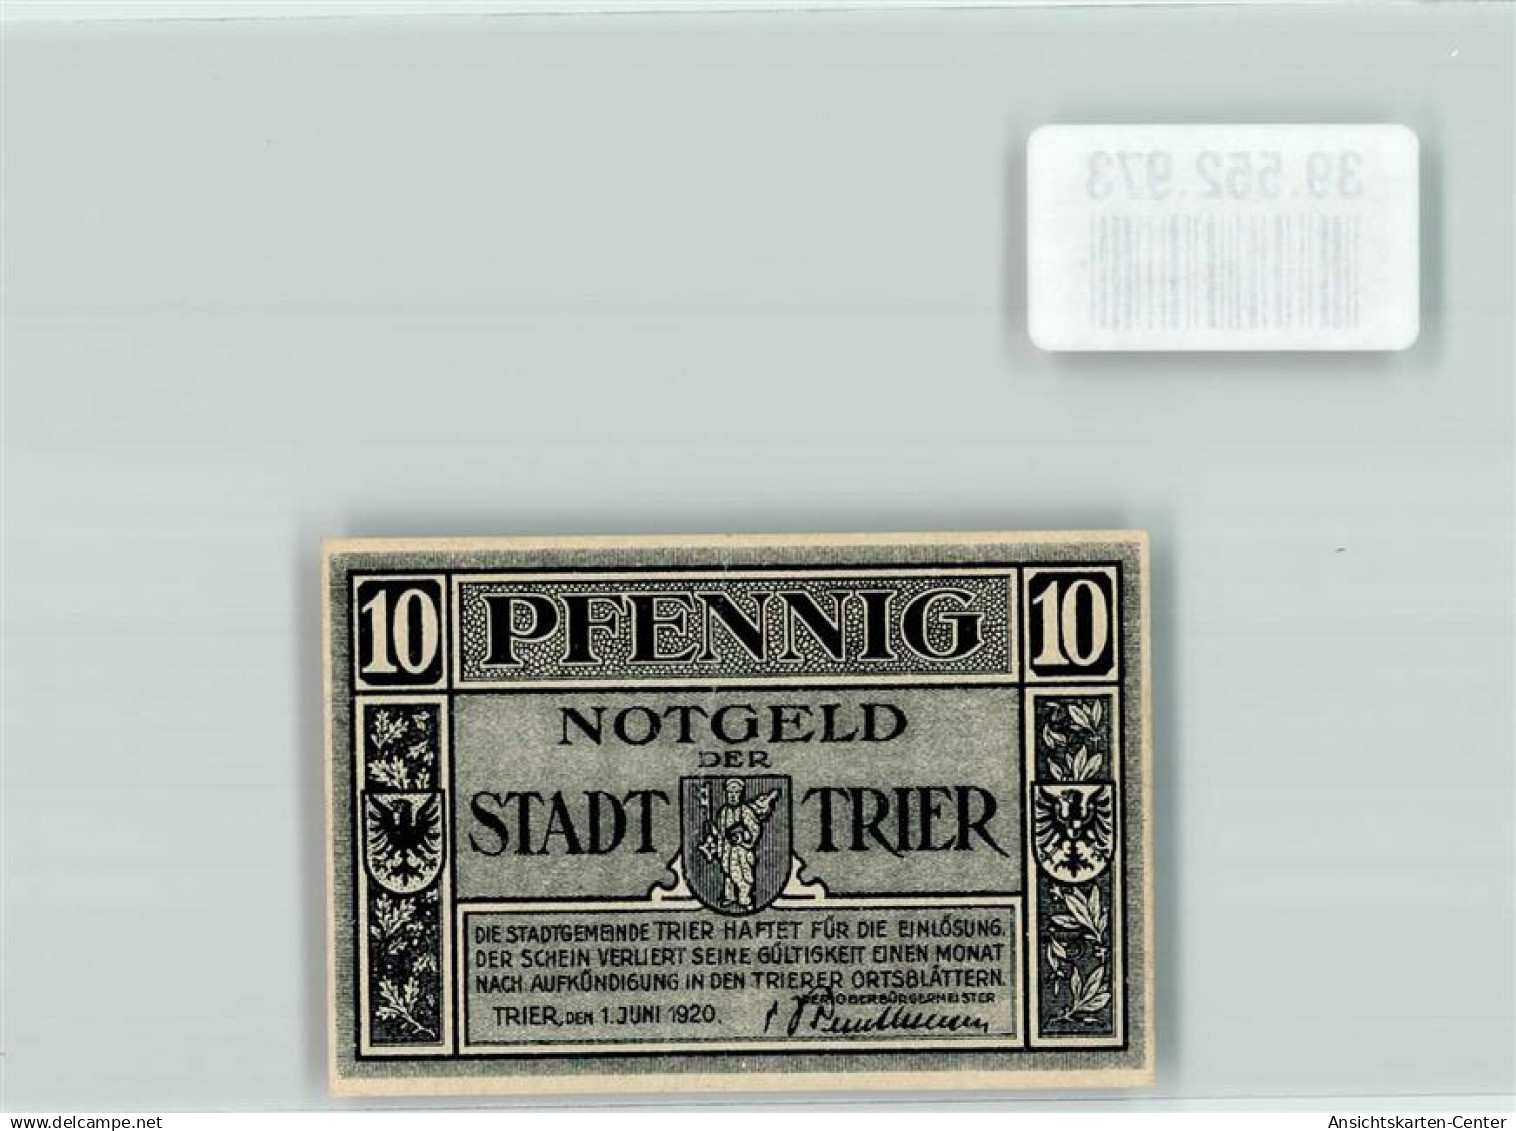 39.552.973
10 PFENNIG 10
NOTGELD
DER
STADT TRIER
DIE STADTGEMEINDE TRIER HAFTET FÜR DIE EINLÖSUNG.
DER SCHEIN VERLIERT SEINE GÜLTIGKEIT EINEN MONAT
NACH AUFKÜNDIGUNG IN DEN TRIERER ORTSBLÄTTERN.
DER OBERBÜRGERMEISTER
TRIER, DEN 1. JUNI 1920.
www.delcampe.net
Ansichtskarten-Center